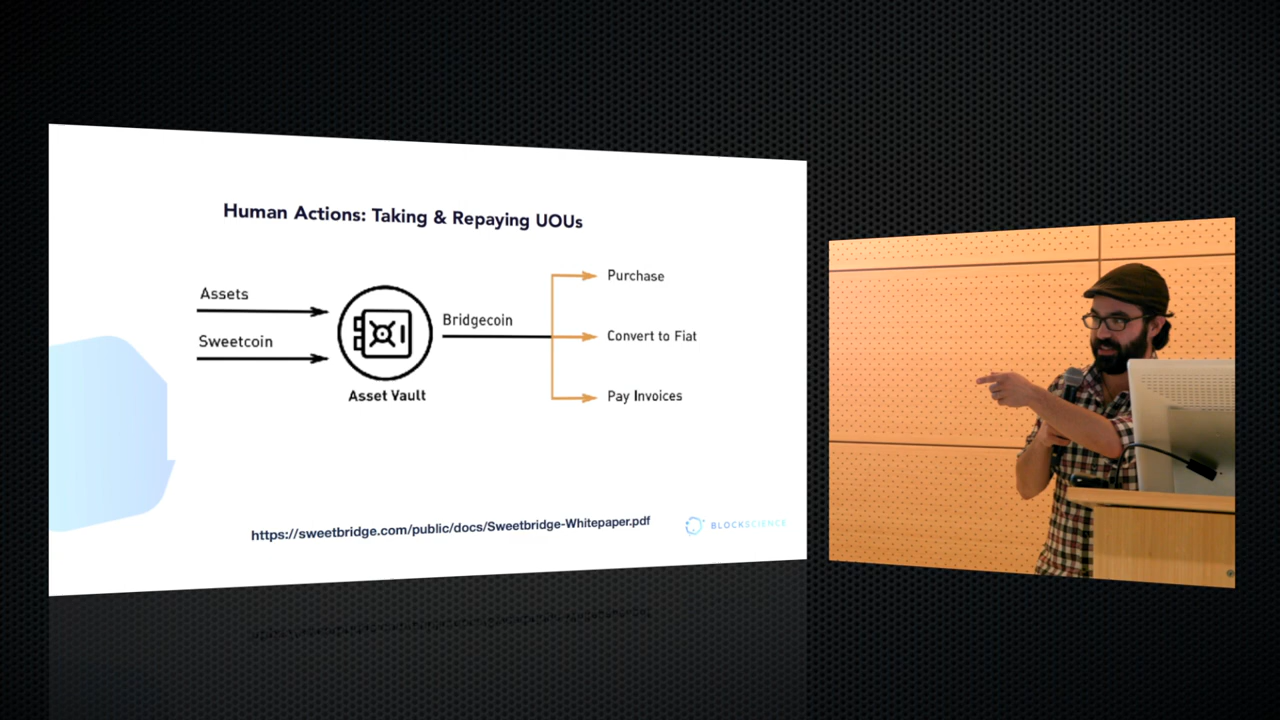 Human Actions: Taking & Repaying UOUs
Assets
Sweetcoin
Asset Vault
Bridgecoin
Purchase
Convert to Fiat
Pay Invoices
https://sweetbridge.com/public/docs/Sweetbridge-Whitepaper.pdf
BLOCKSCIENCE